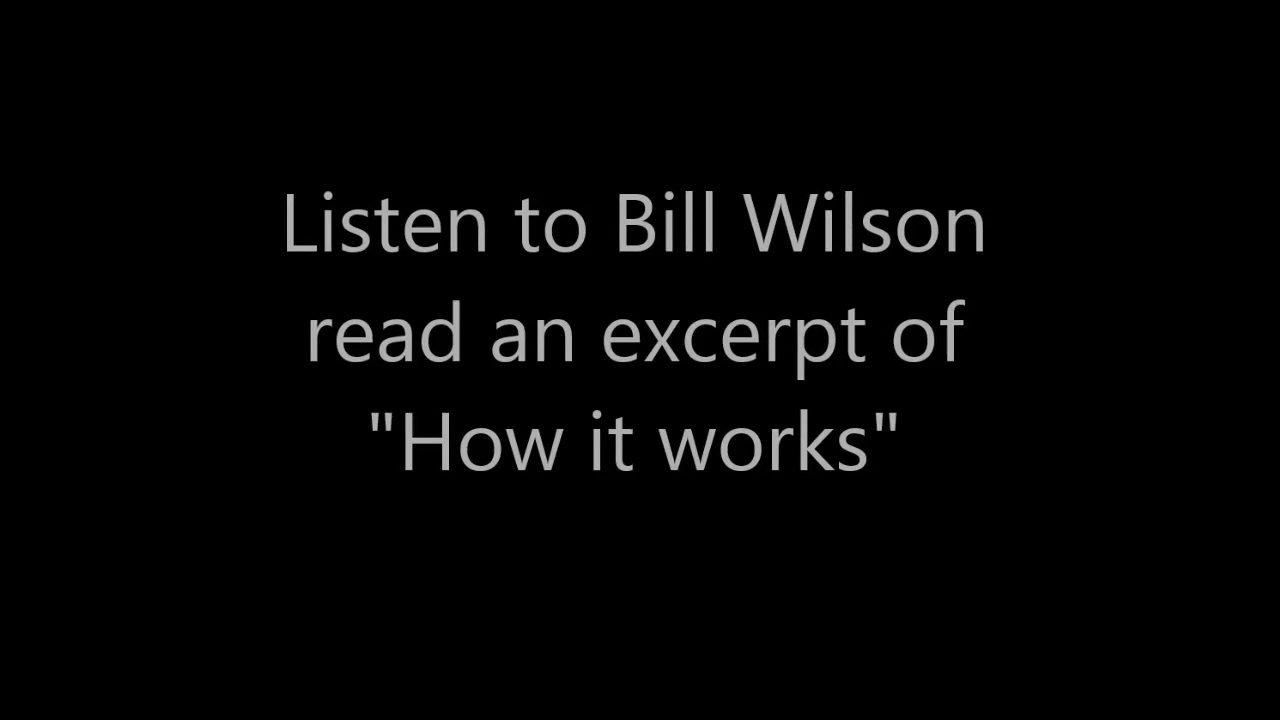 Listen to Bill Wilson
read an excerpt of
"How it works"